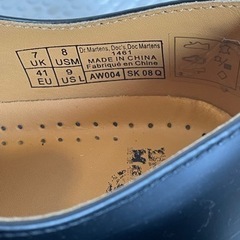 7 UK 8 USM Dr.Martens, Doc's, Doc Martens
1461
41 EU 9 US L MADE IN CHINA
Fabriqué en Chine
AW004 SK 08 Q